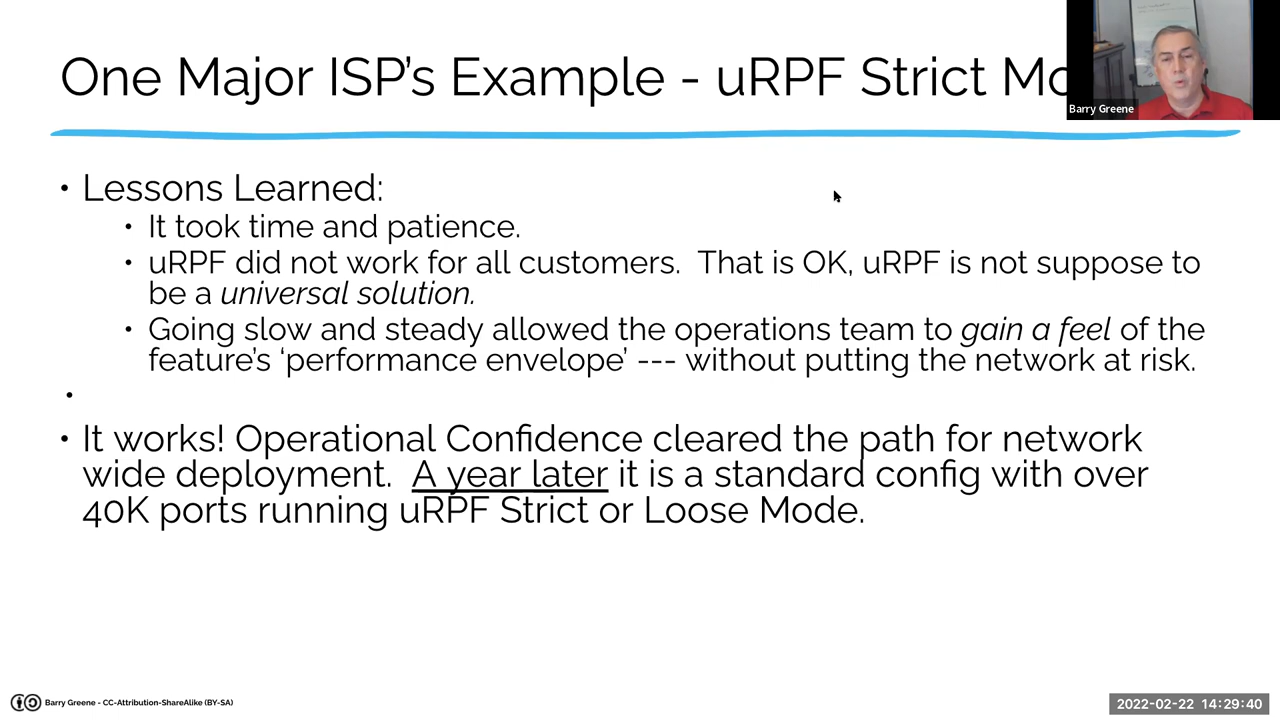 One Major ISP's Example - uRPF Strict Mo
Barry Greene
• Lessons Learned:
• It took time and patience.
• uRPF did not work for all customers.  That is OK, uRPF is not suppose to
be a universal solution.
• Going slow and steady allowed the operations team to gain a feel of the
feature's ‘performance envelope’ --- without putting the network at risk.
•
• It works! Operational Confidence cleared the path for network
wide deployment.  A year later it is a standard config with over
40K ports running uRPF Strict or Loose Mode.
Barry Greene - CC-Attribution-ShareAlike (BY-SA)
2022-02-22 14:29:40